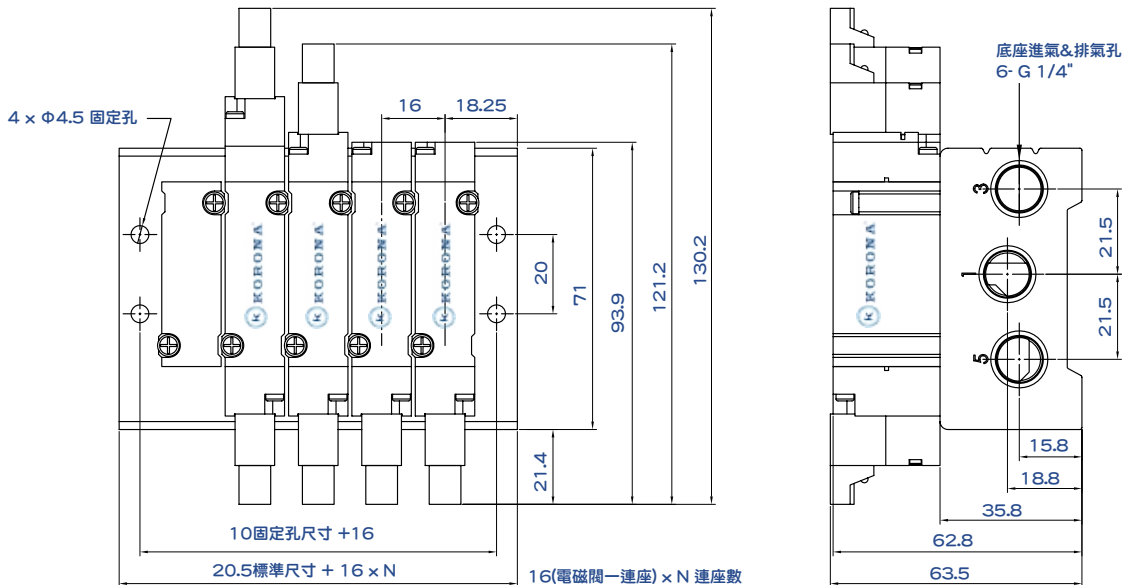 底座進氣&排氣孔
6- G 1/4"
4 x Φ4.5 固定孔
16
18.25
20
71
93.9
121.2
130.2
21.4
10固定孔尺寸 +16
20.5標準尺寸 + 16 x N
16(電磁閥一連座) x N 連座數
k KORONA
k KORONA
k KORONA
k KORONA
k KORONA
3
1
5
21.5
21.5
15.8
18.8
35.8
62.8
63.5